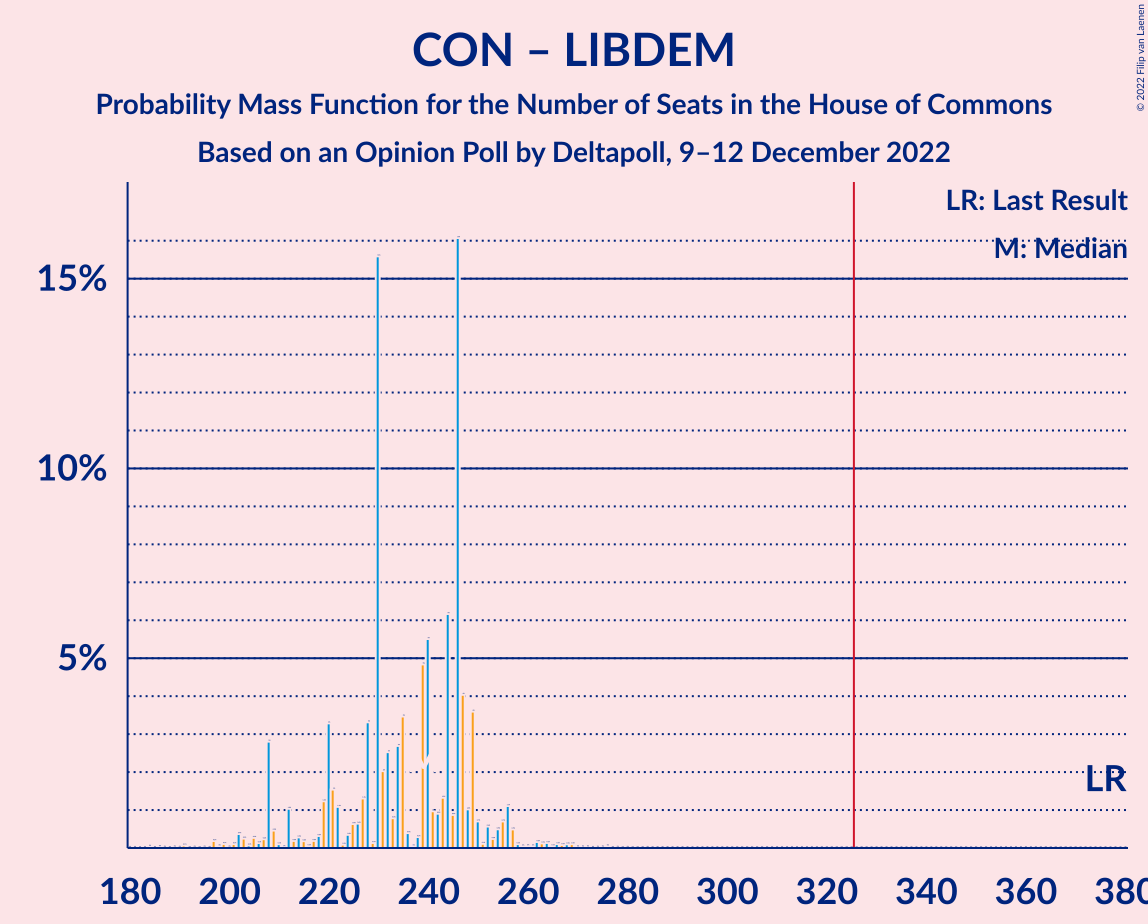 CON – LIBDEM
Probability Mass Function for the Number of Seats in the House of Commons
Based on an Opinion Poll by Deltapoll, 9–12 December 2022
© 2022 Filip van Laenen
LR: Last Result
M: Median
15%
10%
5%
LR
180 200 220 240 260 280 300 320 340 360 380